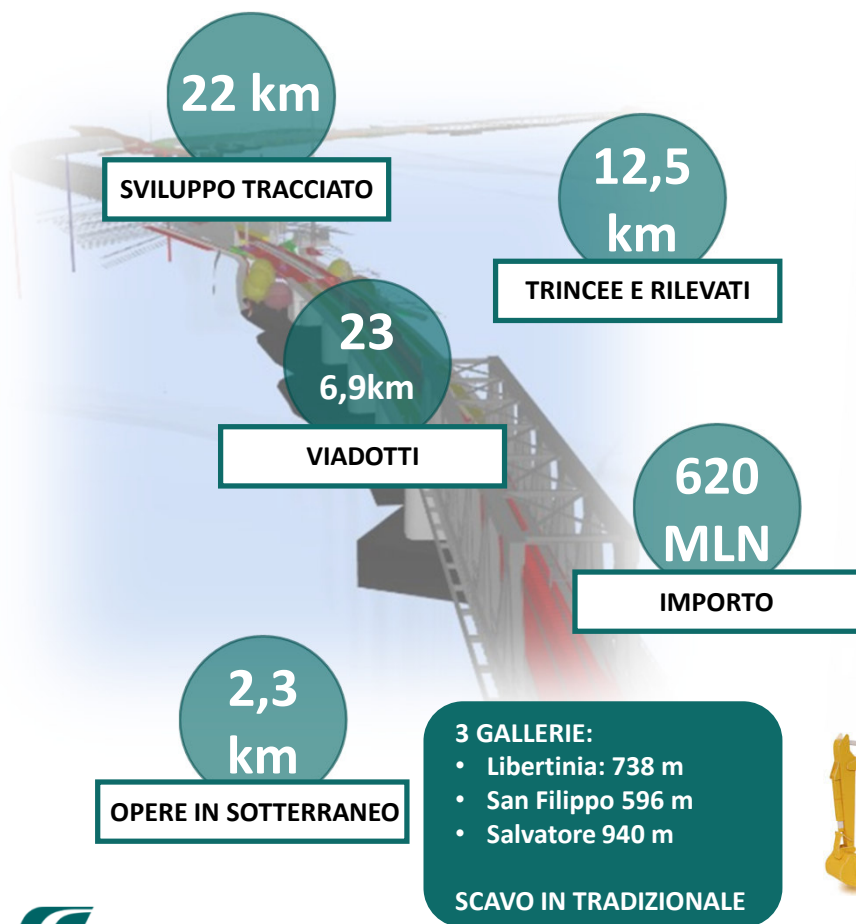 22 km
SVILUPPO TRACCIATO
12,5
km
TRINCEE E RILEVATI
23
6,9km
VIADOTTI
620
MLN
IMPORTO
2,3
km
OPERE IN SOTTERRANEO
3 GALLERIE:
• Libertinia: 738 m
• San Filippo 596 m
• Salvatore 940 m
SCAVO IN TRADIZIONALE